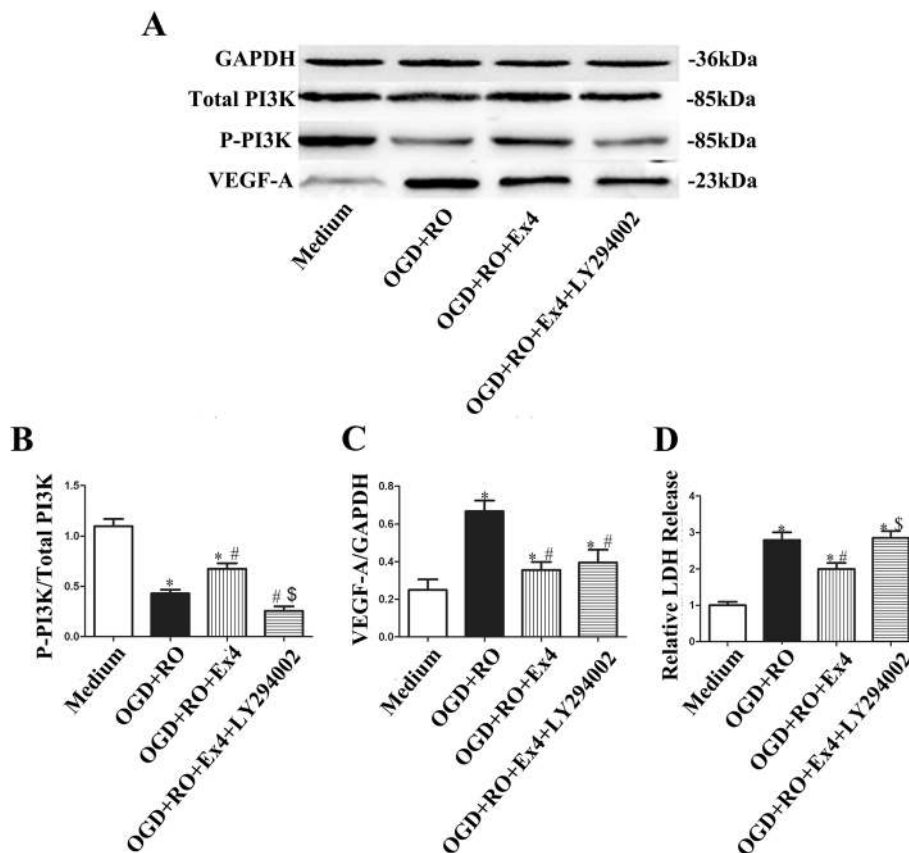 A
GAPDH -36kDa
Total PI3K -85kDa
P-PI3K -85kDa
VEGF-A -23kDa
Medium
OGD+RO
OGD+RO+Ex4
OGD+RO+Ex4+LY294002
B
P-PI3K/Total PI3K
1.5
1.0
0.5
0.0
*
* #
# $
Medium
OGD+RO
OGD+RO+Ex4
OGD+RO+Ex4+LY294002
C
VEGF-A/GAPDH
0.8
0.6
0.4
0.2
0.0
*
* #
* #
Medium
OGD+RO
OGD+RO+Ex4
OGD+RO+Ex4+LY294002
D
Relative LDH Release
4
3
2
1
0
*
* #
* $
Medium
OGD+RO
OGD+RO+Ex4
OGD+RO+Ex4+LY294002